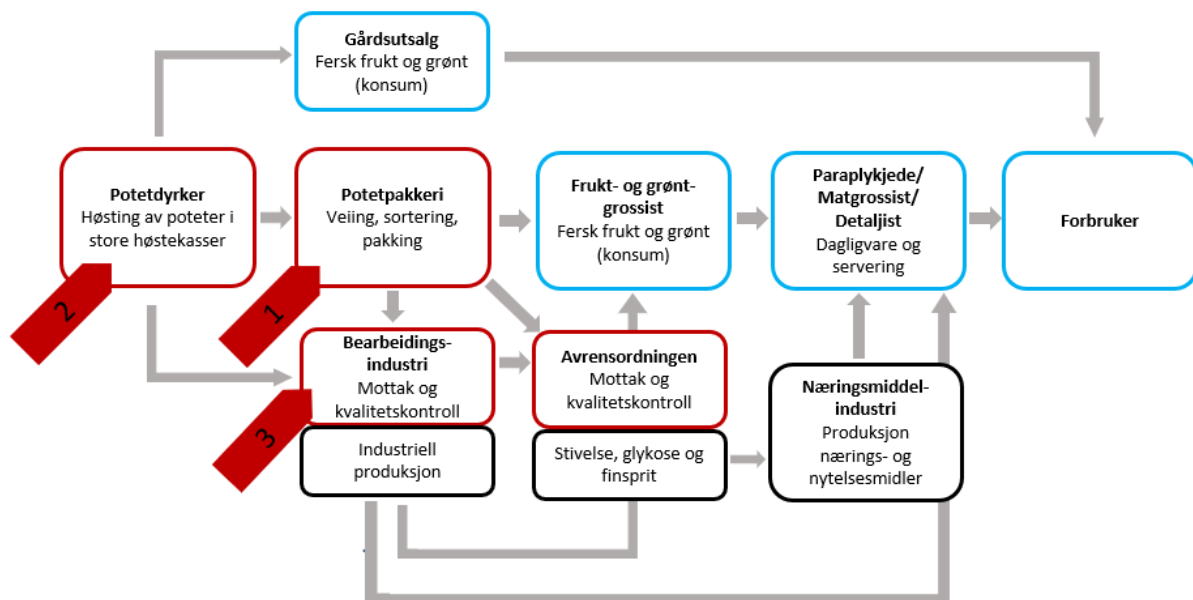 Gårdsutsalg
Fersk frukt og grønt
(konsum)
Potetdyrker
Høsting av poteter i
store høstekasser
2
Potetpakkeri
Veiing, sortering,
pakking
1
Frukt- og grønt-
grossist
Fersk frukt og grønt
(konsum)
Paraplykjede/
Matgrossist/
Detaljist
Dagligvare og
servering
Forbruker
Bearbeidings-
industri
Mottak og
kvalitetskontroll
3
Industriell
produksjon
Avrensordningen
Mottak og
kvalitetskontroll
Stivelse, glykose og
finsprit
Næringsmiddel-
industri
Produksjon
nærings- og
nytelsesmidler